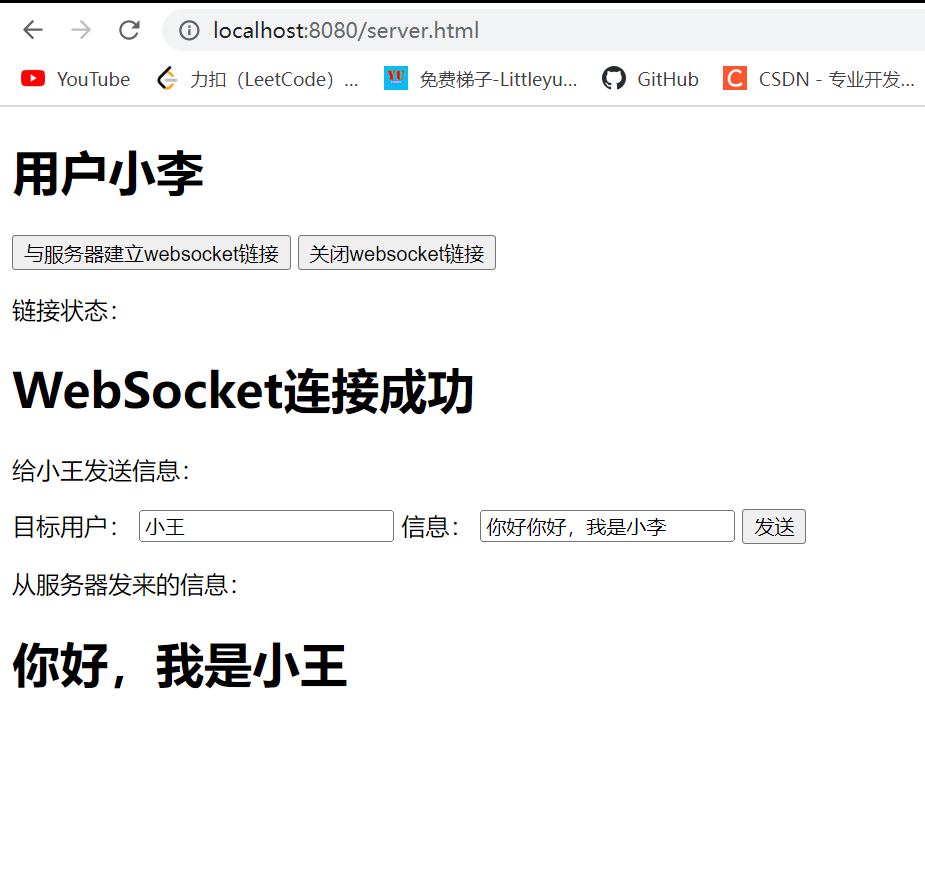 localhost:8080/server.html
YouTube 力扣（LeetCode）... YU 免费梯子-Littleyu... GitHub C CSDN - 专业开发...
用户小李
与服务器建立websocket链接 关闭websocket链接
链接状态：
WebSocket连接成功
给小王发送信息：
目标用户： 小王 信息： 你好你好，我是小李 发送
从服务器发来的信息：
你好，我是小王